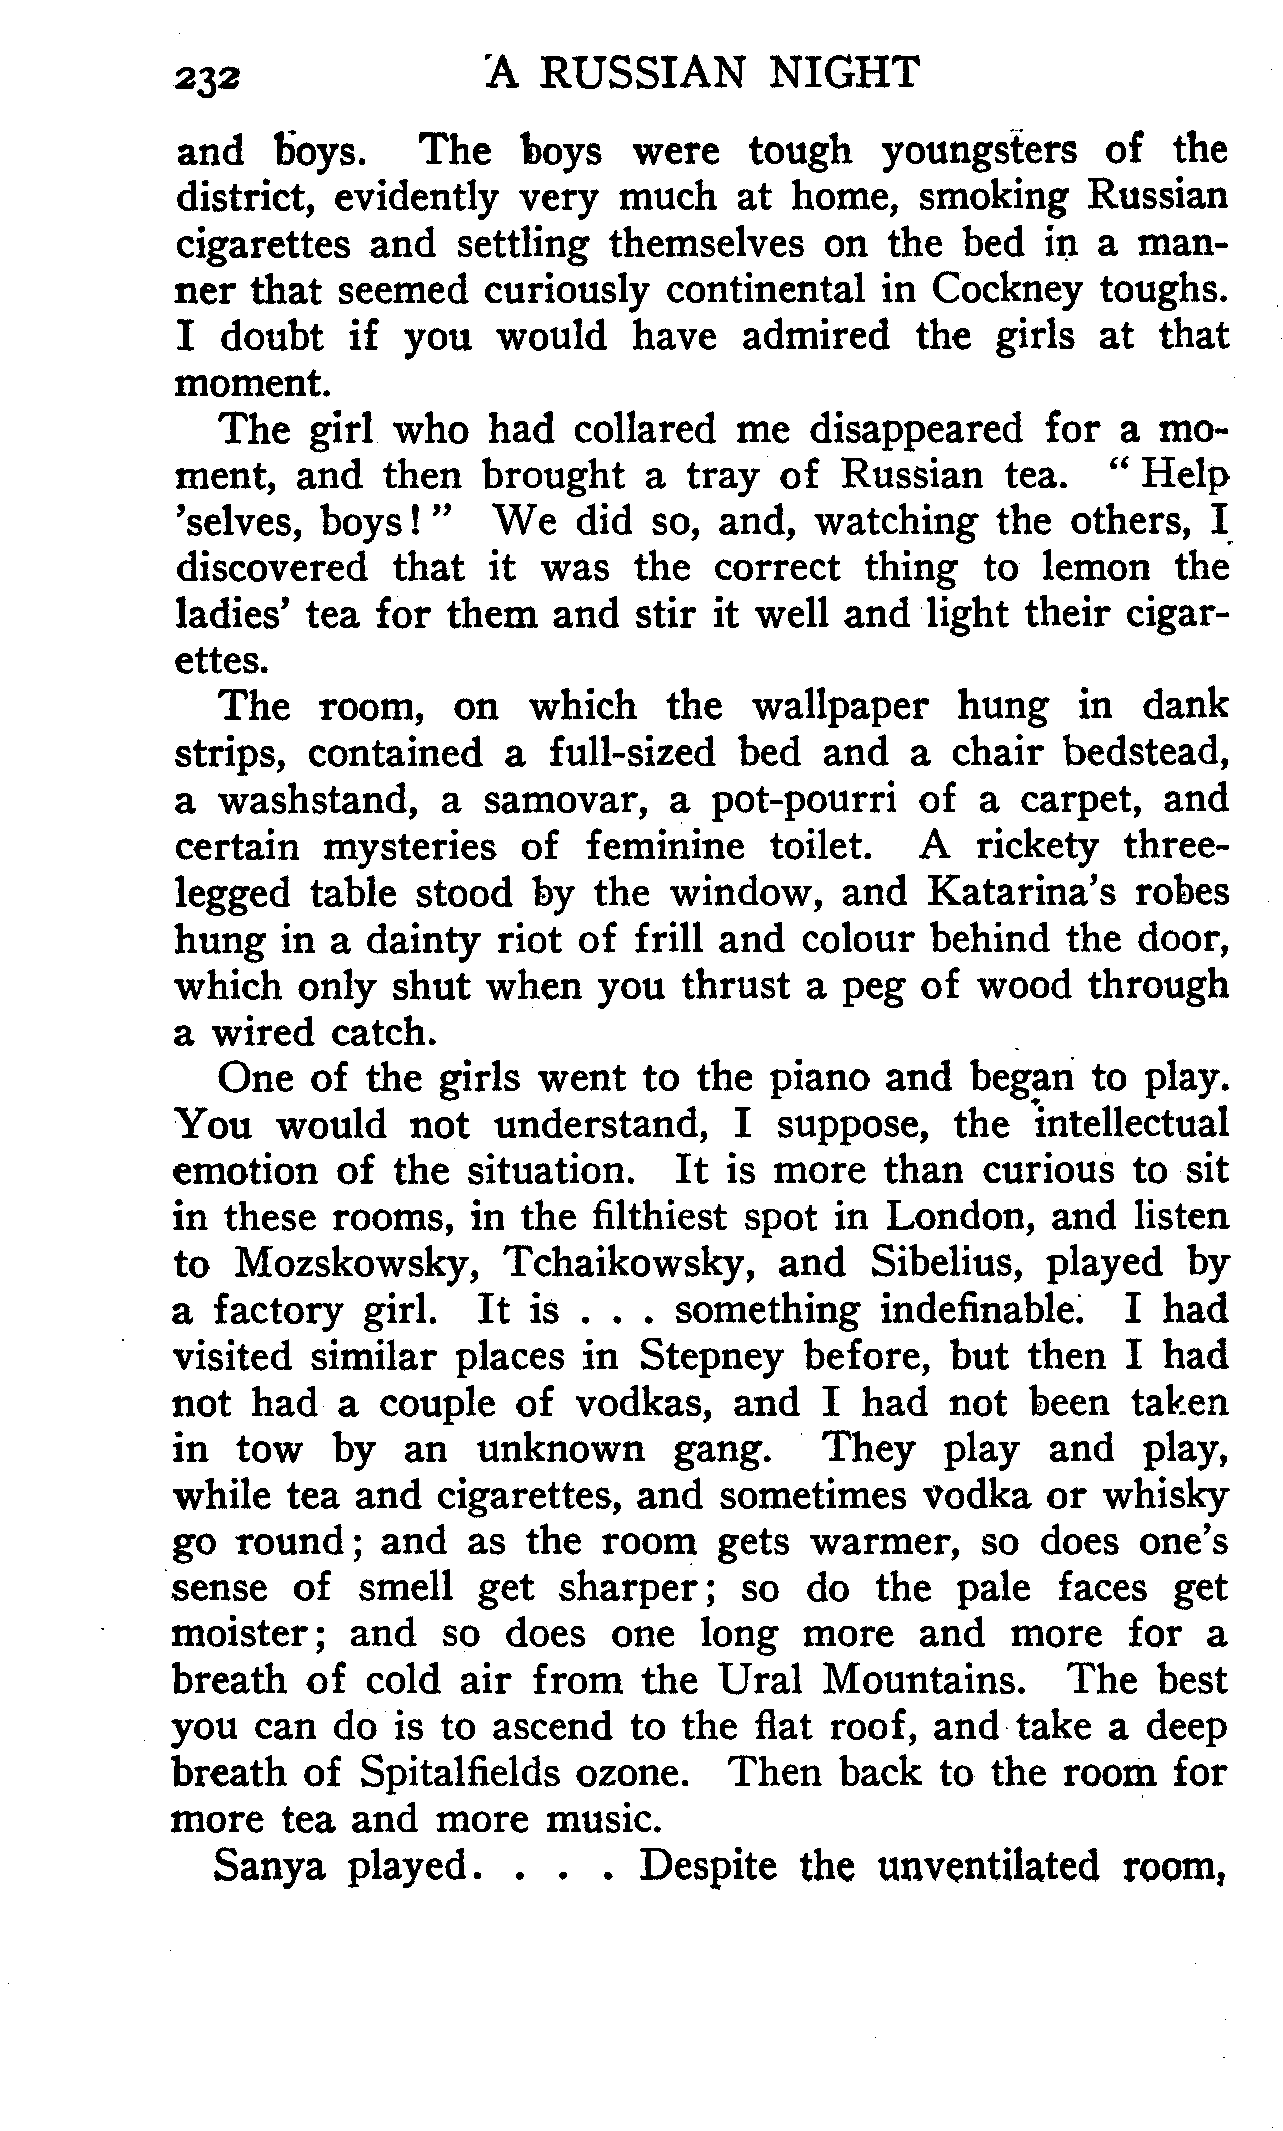 232 A RUSSIAN NIGHT
and boys. The boys were tough youngsters of the
district, evidently very much at home, smoking Russian
cigarettes and settling themselves on the bed in a man-
ner that seemed curiously continental in Cockney toughs.
I doubt if you would have admired the girls at that
moment.
The girl who had collared me disappeared for a mo-
ment, and then brought a tray of Russian tea. “ Help
’selves, boys! ” We did so, and, watching the others, I
discovered that it was the correct thing to lemon the
ladies’ tea for them and stir it well and light their cigar-
ettes.
The room, on which the wallpaper hung in dank
strips, contained a full-sized bed and a chair bedstead,
a washstand, a samovar, a pot-pourri of a carpet, and
certain mysteries of feminine toilet. A rickety three-
legged table stood by the window, and Katarina’s robes
hung in a dainty riot of frill and colour behind the door,
which only shut when you thrust a peg of wood through
a wired catch.
One of the girls went to the piano and began to play.
You would not understand, I suppose, the intellectual
emotion of the situation. It is more than curious to sit
in these rooms, in the filthiest spot in London, and listen
to Mozskowsky, Tchaikowsky, and Sibelius, played by
a factory girl. It is . . . something indefinable. I had
visited similar places in Stepney before, but then I had
not had a couple of vodkas, and I had not been taken
in tow by an unknown gang. They play and play,
while tea and cigarettes, and sometimes vodka or whisky
go round; and as the room gets warmer, so does one’s
sense of smell get sharper; so do the pale faces get
moister; and so does one long more and more for a
breath of cold air from the Ural Mountains. The best
you can do is to ascend to the flat roof, and take a deep
breath of Spitalfields ozone. Then back to the room for
more tea and more music.
Sanya played. . . . Despite the unventilated room,